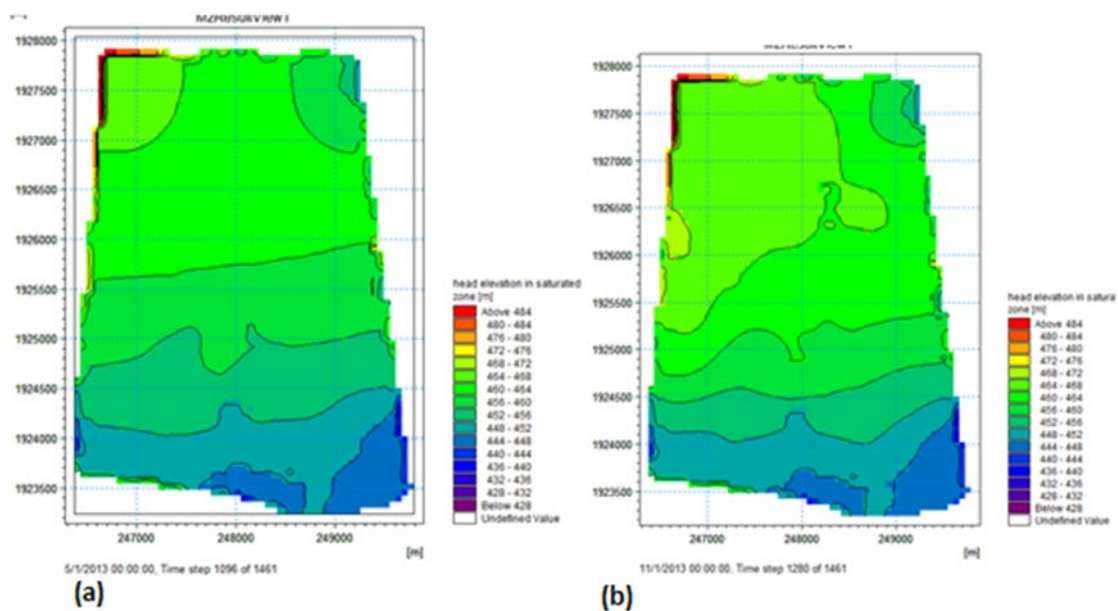 1928000
1927500
1927000
1926500
1926000
1925500
1925000
1924500
1924000
1923500
247000
248000
249000
[m]
5/1/2013 00:00:00, Time step 1096 of 1461
head elevation in saturated
zone [m]
Above 484
480 - 484
476 - 480
472 - 476
468 - 472
464 - 468
460 - 464
456 - 460
452 - 456
448 - 452
444 - 448
440 - 444
436 - 440
432 - 436
428 - 432
Below 428
Undefined Value
(a)
1928000
1927500
1927000
1926500
1926000
1925500
1925000
1924500
1924000
1923500
247000
248000
249000
[m]
11/1/2013 00:00:00, Time step 1280 of 1461
head elevation in satura
zone [m]
Above 484
480 - 484
476 - 480
472 - 476
468 - 472
464 - 468
460 - 464
456 - 460
452 - 456
448 - 452
444 - 448
440 - 444
436 - 440
432 - 436
428 - 432
Below 428
Undefined Value
(b)